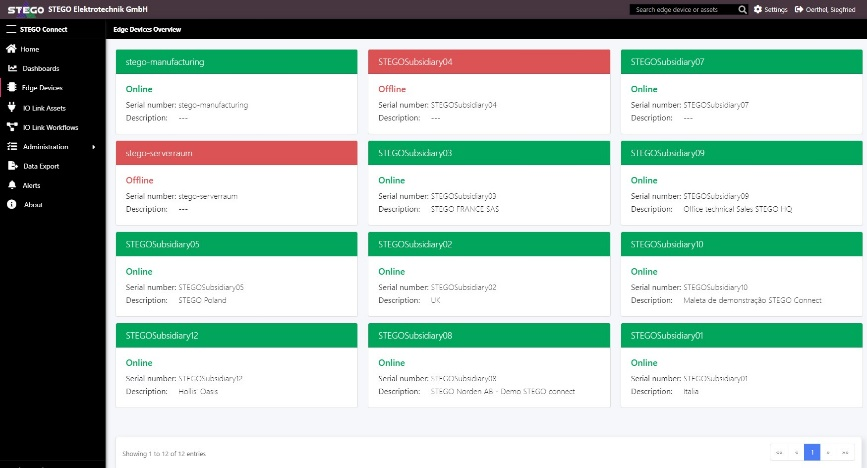 STEGO STEGO Elektrotechnik GmbH
Search edge device or assets
Settings
Oerthel, Siegfried
STEGO Connect
Edge Devices Overview
Home
Dashboards
Edge Devices
IO Link Assets
IO Link Workflows
Administration
Data Export
Alerts
About
stego-manufacturing
Online
Serial number: stego-manufacturing
Description: ---
STEGOSubsidiary04
Offline
Serial number: STEGOSubsidiary04
Description: ---
STEGOSubsidiary07
Online
Serial number: STEGOSubsidiary07
Description: ---
stego-serverraum
Offline
Serial number: stego-serverraum
Description: ---
STEGOSubsidiary03
Online
Serial number: STEGOSubsidiary03
Description: STEGO FRANCE SAS
STEGOSubsidiary09
Online
Serial number: STEGOSubsidiary09
Description: Office technical Sales STEGO HQ
STEGOSubsidiary05
Online
Serial number: STEGOSubsidiary05
Description: STEGO Poland
STEGOSubsidiary02
Online
Serial number: STEGOSubsidiary02
Description: UK
STEGOSubsidiary10
Online
Serial number: STEGOSubsidiary10
Description: Maleta de demonstração STEGO Connect
STEGOSubsidiary12
Online
Serial number: STEGOSubsidiary12
Description: Hollis' Oasis
STEGOSubsidiary08
Online
Serial number: STEGOSubsidiary08
Description: STEGO Norden AB - Demo STEGO connect
STEGOSubsidiary01
Online
Serial number: STEGOSubsidiary01
Description: Italia
Showing 1 to 12 of 12 entries
«« « 1 » »»